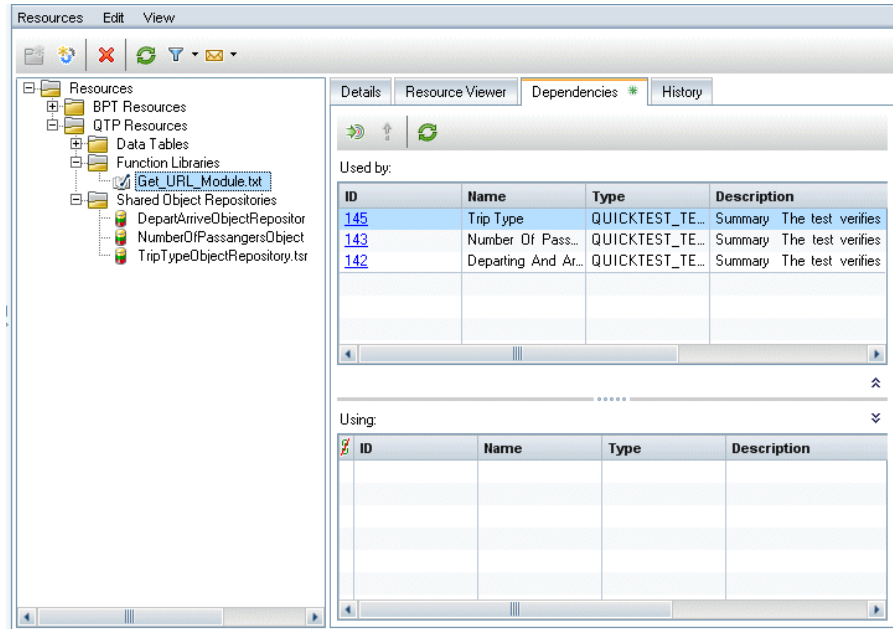 Resources Edit View
Resources
BPT Resources
QTP Resources
Data Tables
Function Libraries
Get_URL_Module.txt
Shared Object Repositories
DepartArriveObjectRepositor
NumberOfPassangersObject
TripTypeObjectRepository.tsr
Details Resource Viewer Dependencies * History
Used by:
ID Name Type Description
145 Trip Type QUICKTEST_TE... Summary The test verifies
143 Number Of Pass... QUICKTEST_TE... Summary The test verifies
142 Departing And Ar... QUICKTEST_TE... Summary The test verifies
Using:
ID Name Type Description